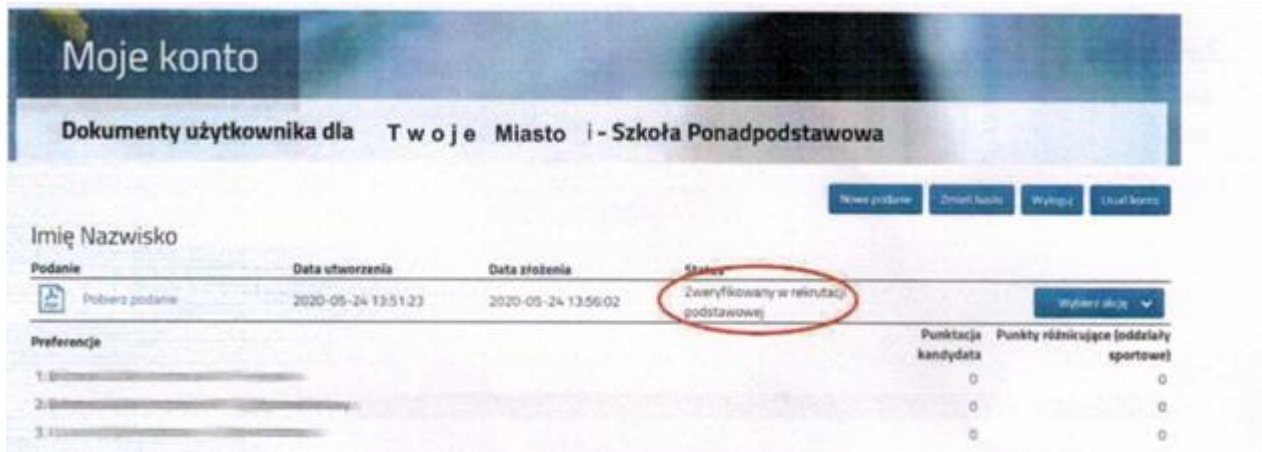 Moje konto
Dokumenty użytkownika dla T w o j e Miasto i - Szkoła Ponadpodstawowa
Nowe podanie Zmień hasło Wyloguj Usuń konto
Imię Nazwisko
Podanie Data utworzenia Data złożenia Status
Pobierz podanie 2020-05-24 13:51:23 2020-05-24 13:56:02 Zweryfikowany w rekrutacji podstawowej Wybierz akcję
Preferencje Punktacja kandydata Punkty różnicujące (oddziały sportowe)
1. 0 0
2. 0 0
3. 0 0